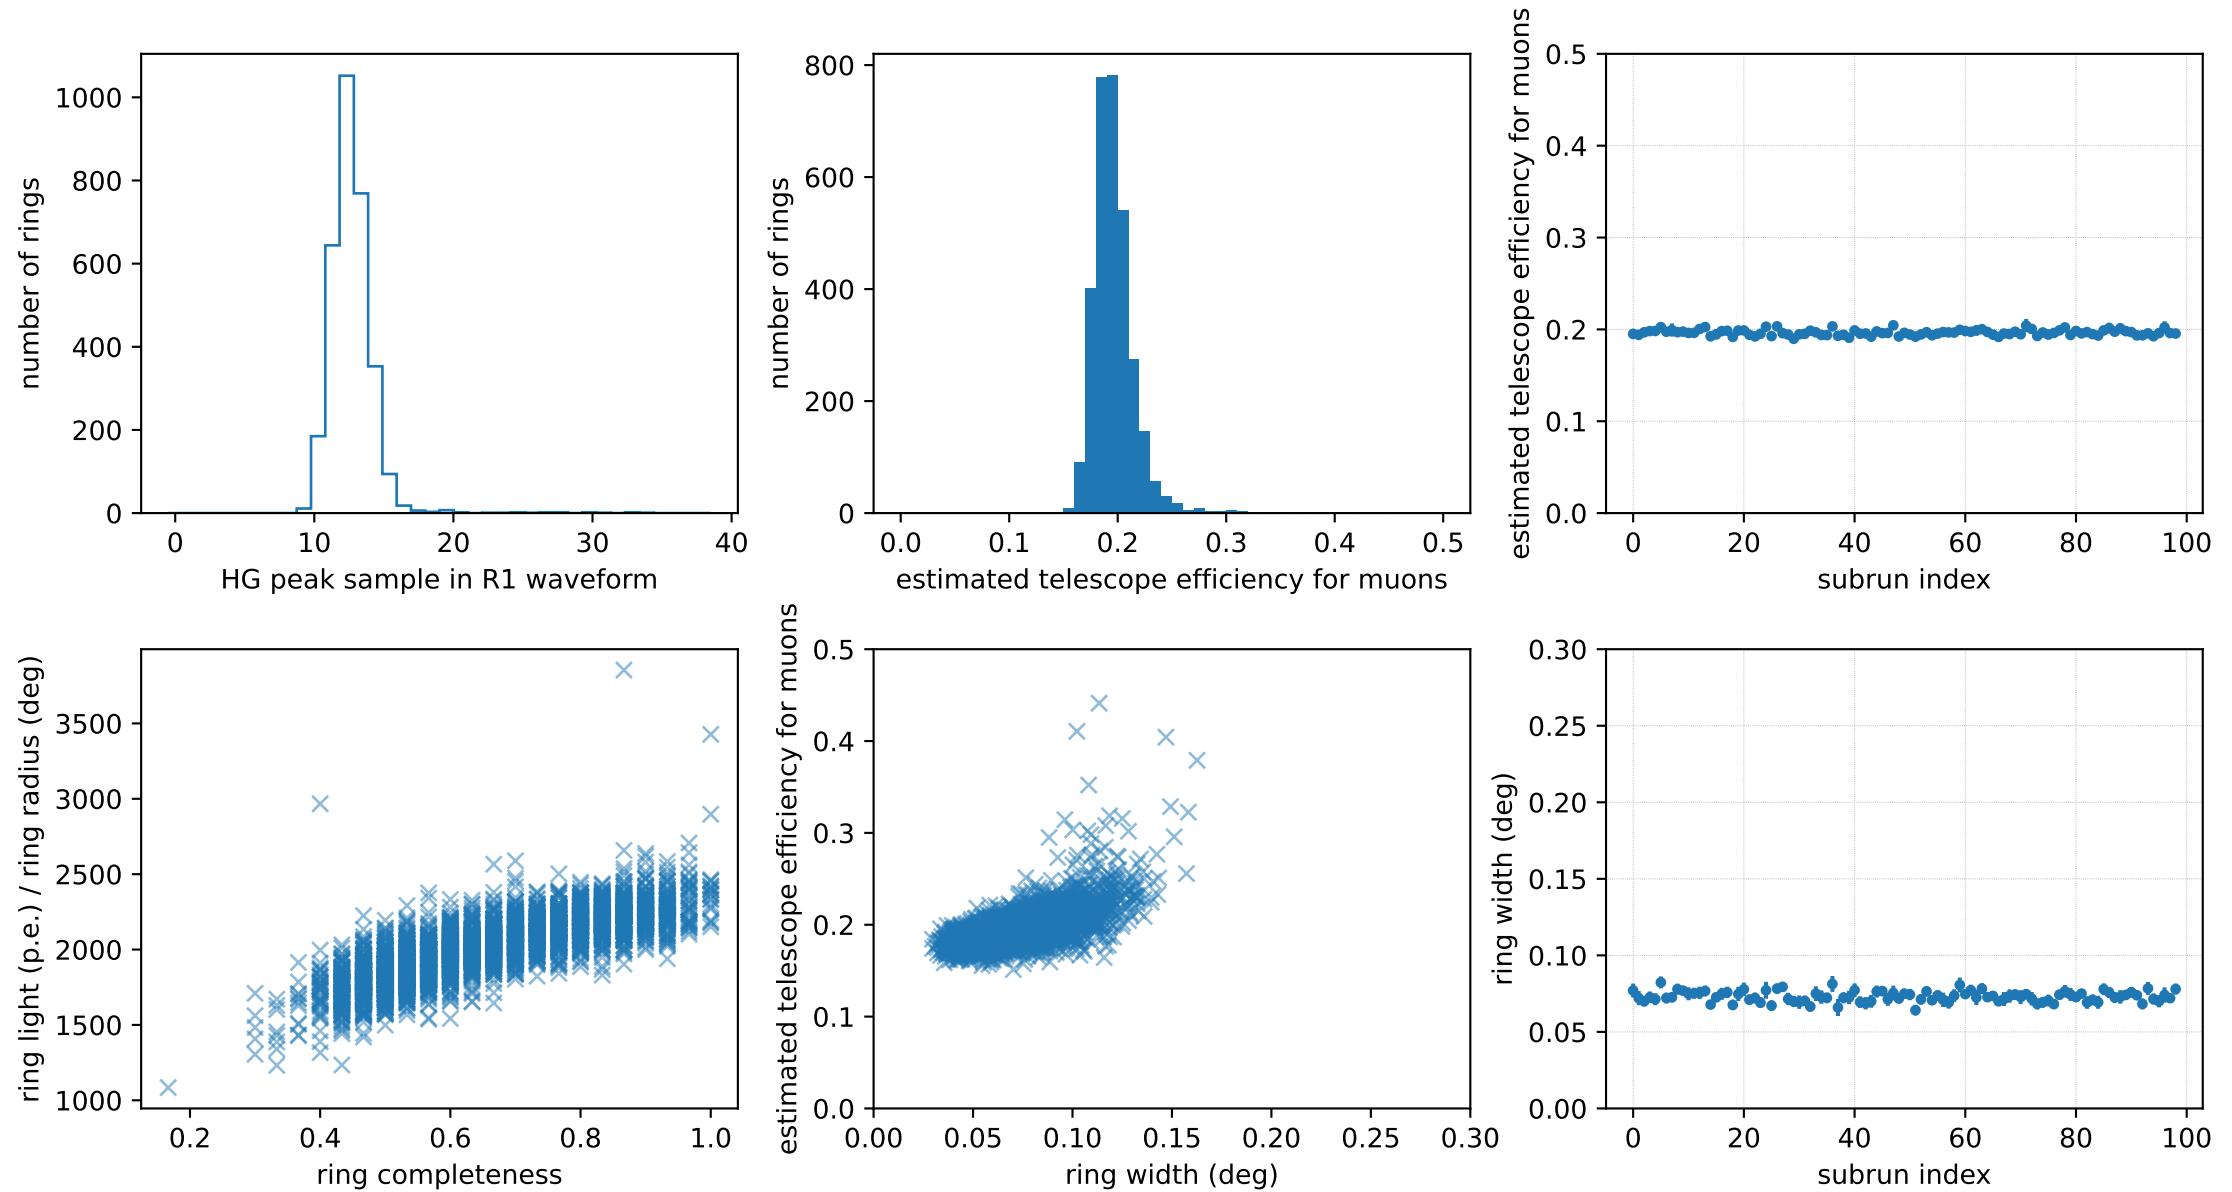 number of rings
1000
800
600
400
200
0
0 10 20 30 40
HG peak sample in R1 waveform
number of rings
800
600
400
200
0
0.0 0.1 0.2 0.3 0.4 0.5
estimated telescope efficiency for muons
estimated telescope efficiency for muons
0.5
0.4
0.3
0.2
0.1
0.0
0 20 40 60 80 100
subrun index
ring light (p.e.) / ring radius (deg)
3500
3000
2500
2000
1500
1000
0.2 0.4 0.6 0.8 1.0
ring completeness
estimated telescope efficiency for muons
0.5
0.4
0.3
0.2
0.1
0.0
0.00 0.05 0.10 0.15 0.20 0.25 0.30
ring width (deg)
ring width (deg)
0.30
0.25
0.20
0.15
0.10
0.05
0.00
0 20 40 60 80 100
subrun index